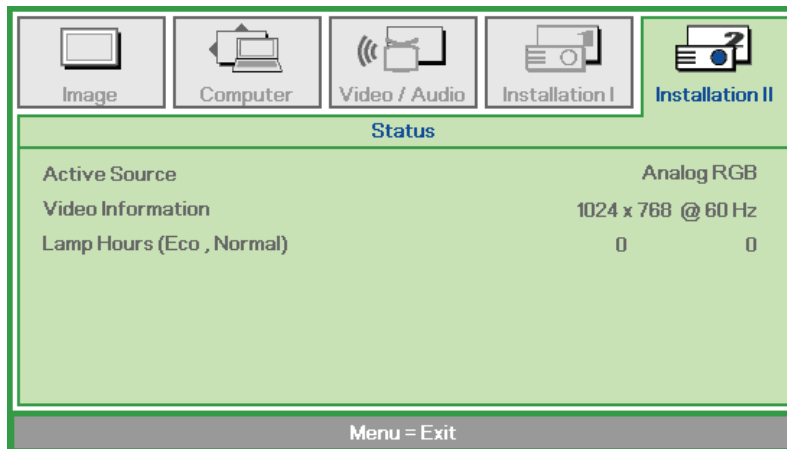 Image Computer Video / Audio Installation I Installation II
Status
Active Source Analog RGB
Video Information 1024 x 768 @ 60 Hz
Lamp Hours (Eco , Normal) 0 0
Menu = Exit